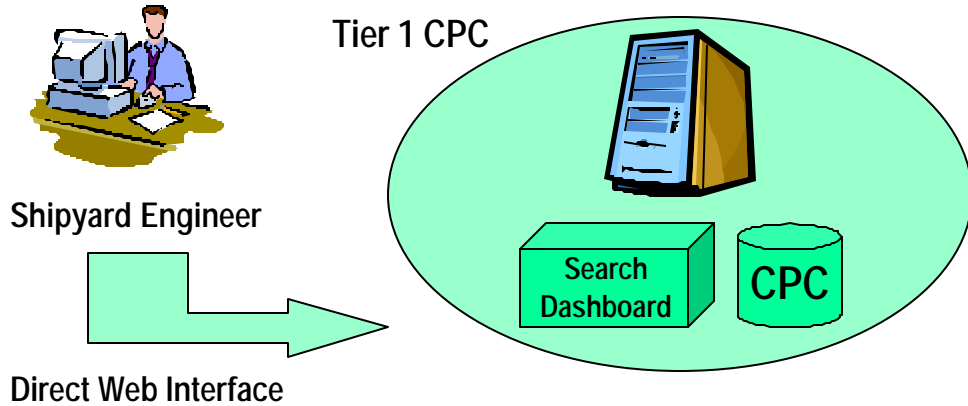 Tier 1 CPC
Shipyard Engineer
Search
Dashboard
CPC
Direct Web Interface